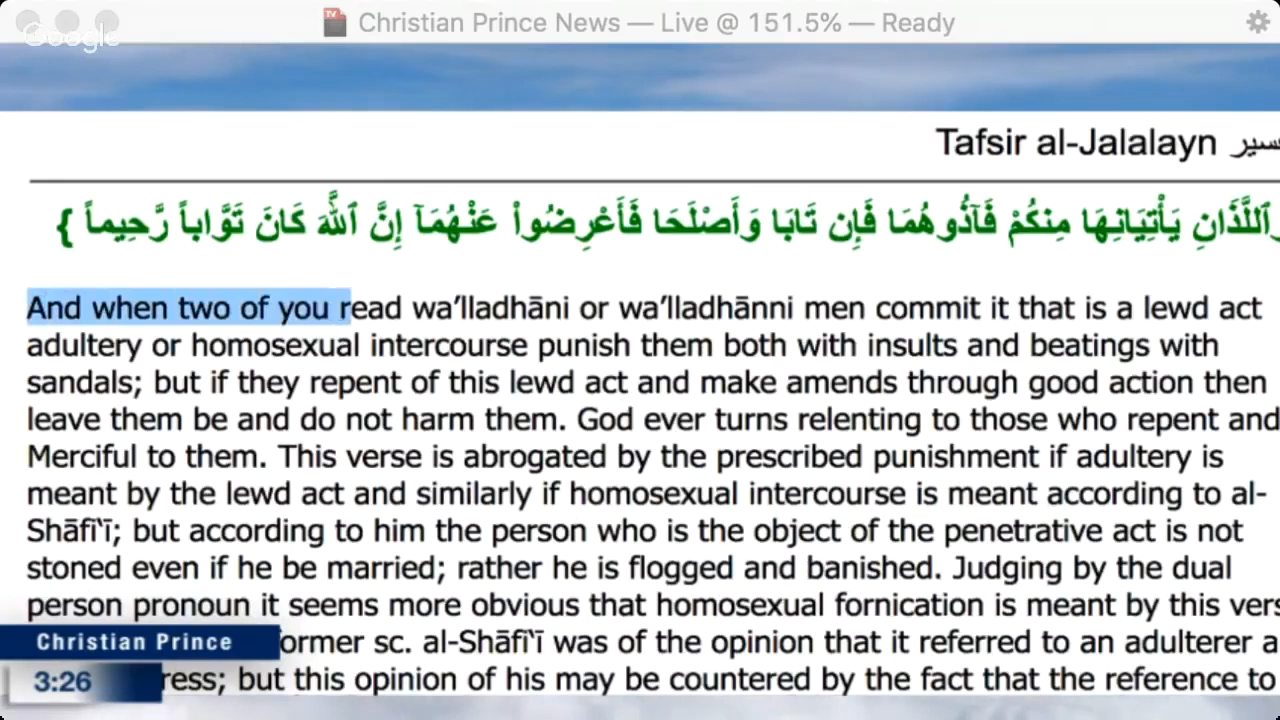 Christian Prince News — Live @ 151.5% — Ready
Google
Tafsir al-Jalalayn
ٱللَّذَانِ يَأْتِيَٰنِهَا مِنكُمْ فَآذُوهُمَا فَإِن تَابَا وَأَصْلَحَا فَأَعْرِضُواْ عَنْهُمَآ إِنَّ ٱللَّهَ كَانَ تَوَّاباً رَّحِيماً }
And when two of you read wa’lladhāni or wa’lladhānni men commit it that is a lewd act
adultery or homosexual intercourse punish them both with insults and beatings with
sandals; but if they repent of this lewd act and make amends through good action then
leave them be and do not harm them. God ever turns relenting to those who repent and
Merciful to them. This verse is abrogated by the prescribed punishment if adultery is
meant by the lewd act and similarly if homosexual intercourse is meant according to al-
Shāfi‘ī; but according to him the person who is the object of the penetrative act is not
stoned even if he be married; rather he is flogged and banished. Judging by the dual
person pronoun it seems more obvious that homosexual fornication is meant by this vers
ormer sc. al-Shāfi‘ī was of the opinion that it referred to an adulterer a
ress; but this opinion of his may be countered by the fact that the reference to
Christian Prince
3:26